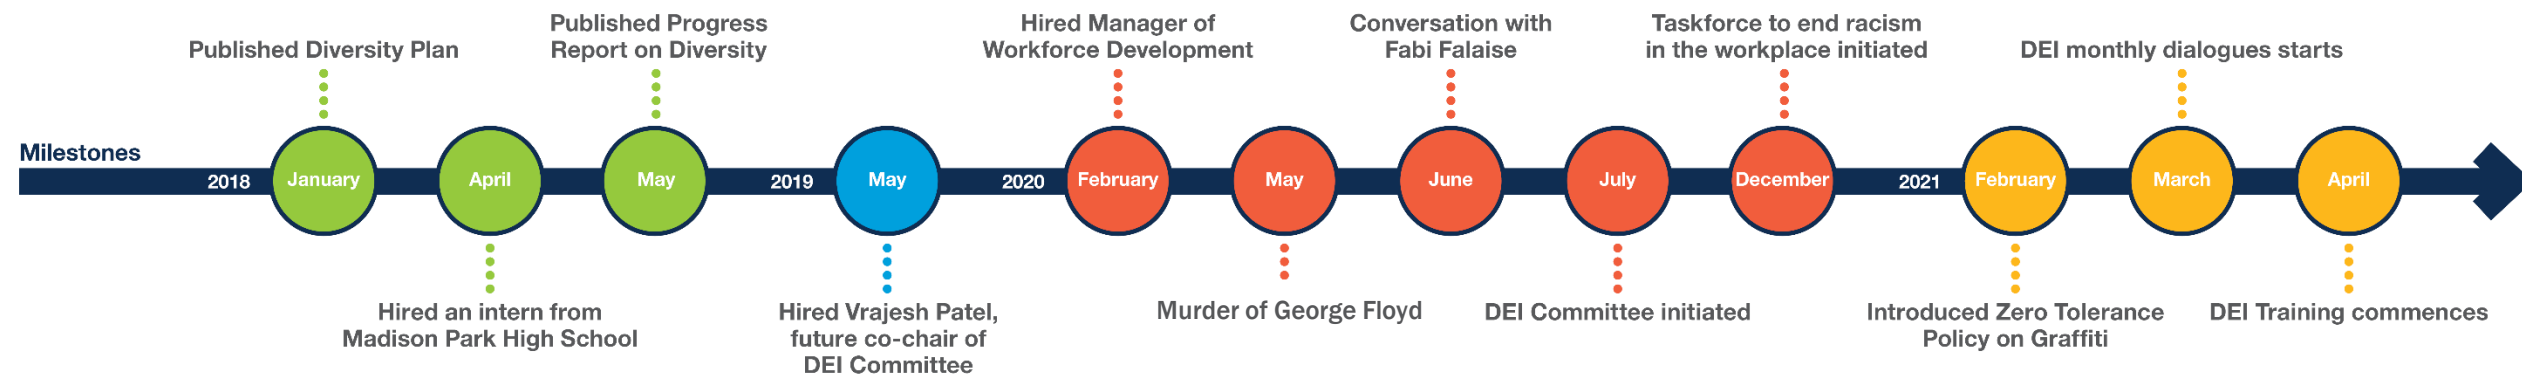 Published Diversity Plan
Published Progress
Report on Diversity
Hired Manager of
Workforce Development
Conversation with
Fabi Falaise
Taskforce to end racism
in the workplace initiated
DEI monthly dialogues starts
Milestones
2018
January
April
May
2019
May
2020
February
May
June
July
December
2021
February
March
April
Hired an intern from
Madison Park High School
Hired Vrajesh Patel,
future co-chair of
DEI Committee
Murder of George Floyd
DEI Committee initiated
Introduced Zero Tolerance
Policy on Graffiti
DEI Training commences